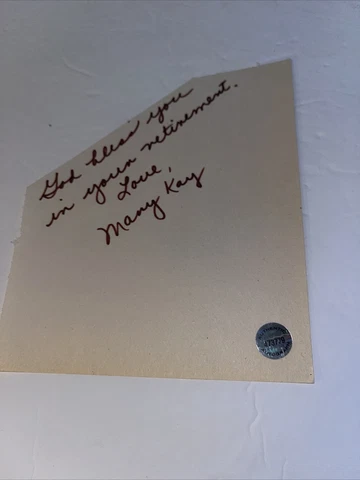 God bless you
in your retirement.
Love,
Mary Kay